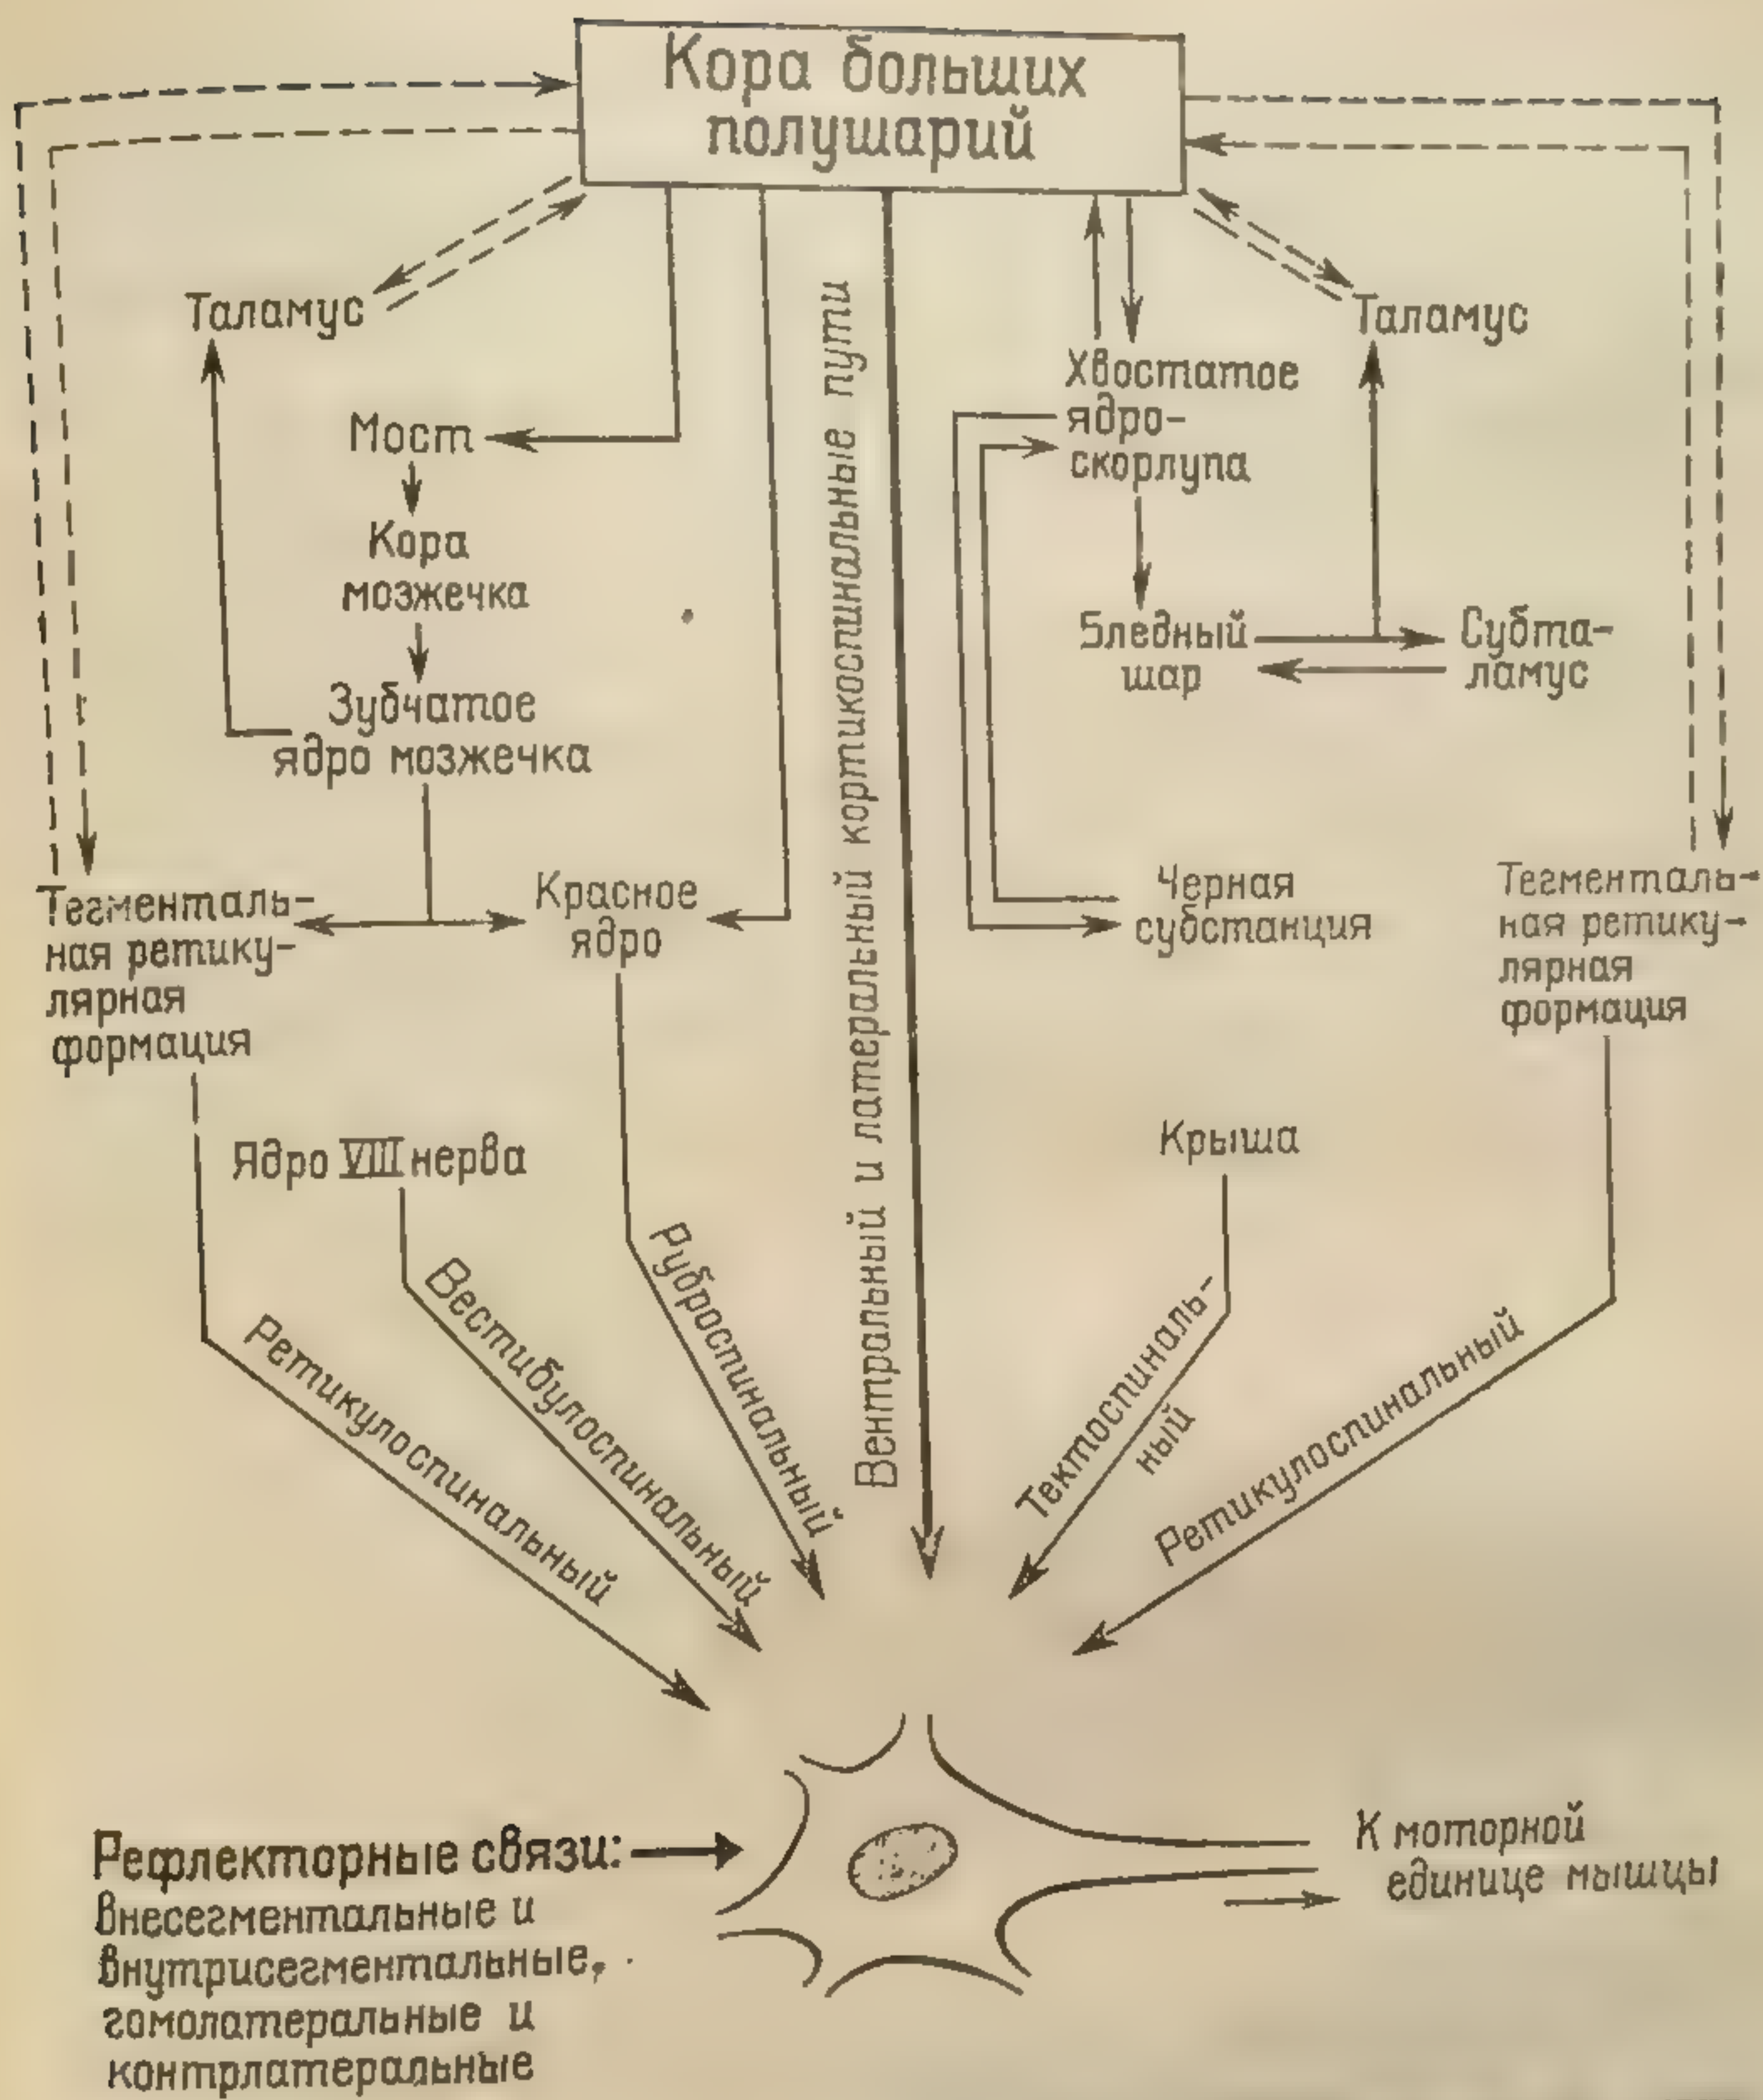 Кора больших
полушарий
Таламус
Таламус
Хвостатое
ядро-
скорлупа
Мост
Кора
мозжечка
Бледный
шар
Субта-
ламус
Зубчатое
ядро мозжечка
Вентральный и латеральный кортикоспинальные пути
Тегменталь-
ная ретику-
лярная
формация
Красное
ядро
Черная
субстанция
Тегменталь-
ная ретику-
лярная
формация
Ядро VIII нерва
Крыша
Ретикулоспинальный
Вестибулоспинальный
Руброспинальный
Тектоспиналь-
ный
Ретикулоспинальный
Рефлекторные связи:
внесегментальные и
внутрисегментальные,
гомолатеральные и
контрлатеральные
К моторной
единице мышцы